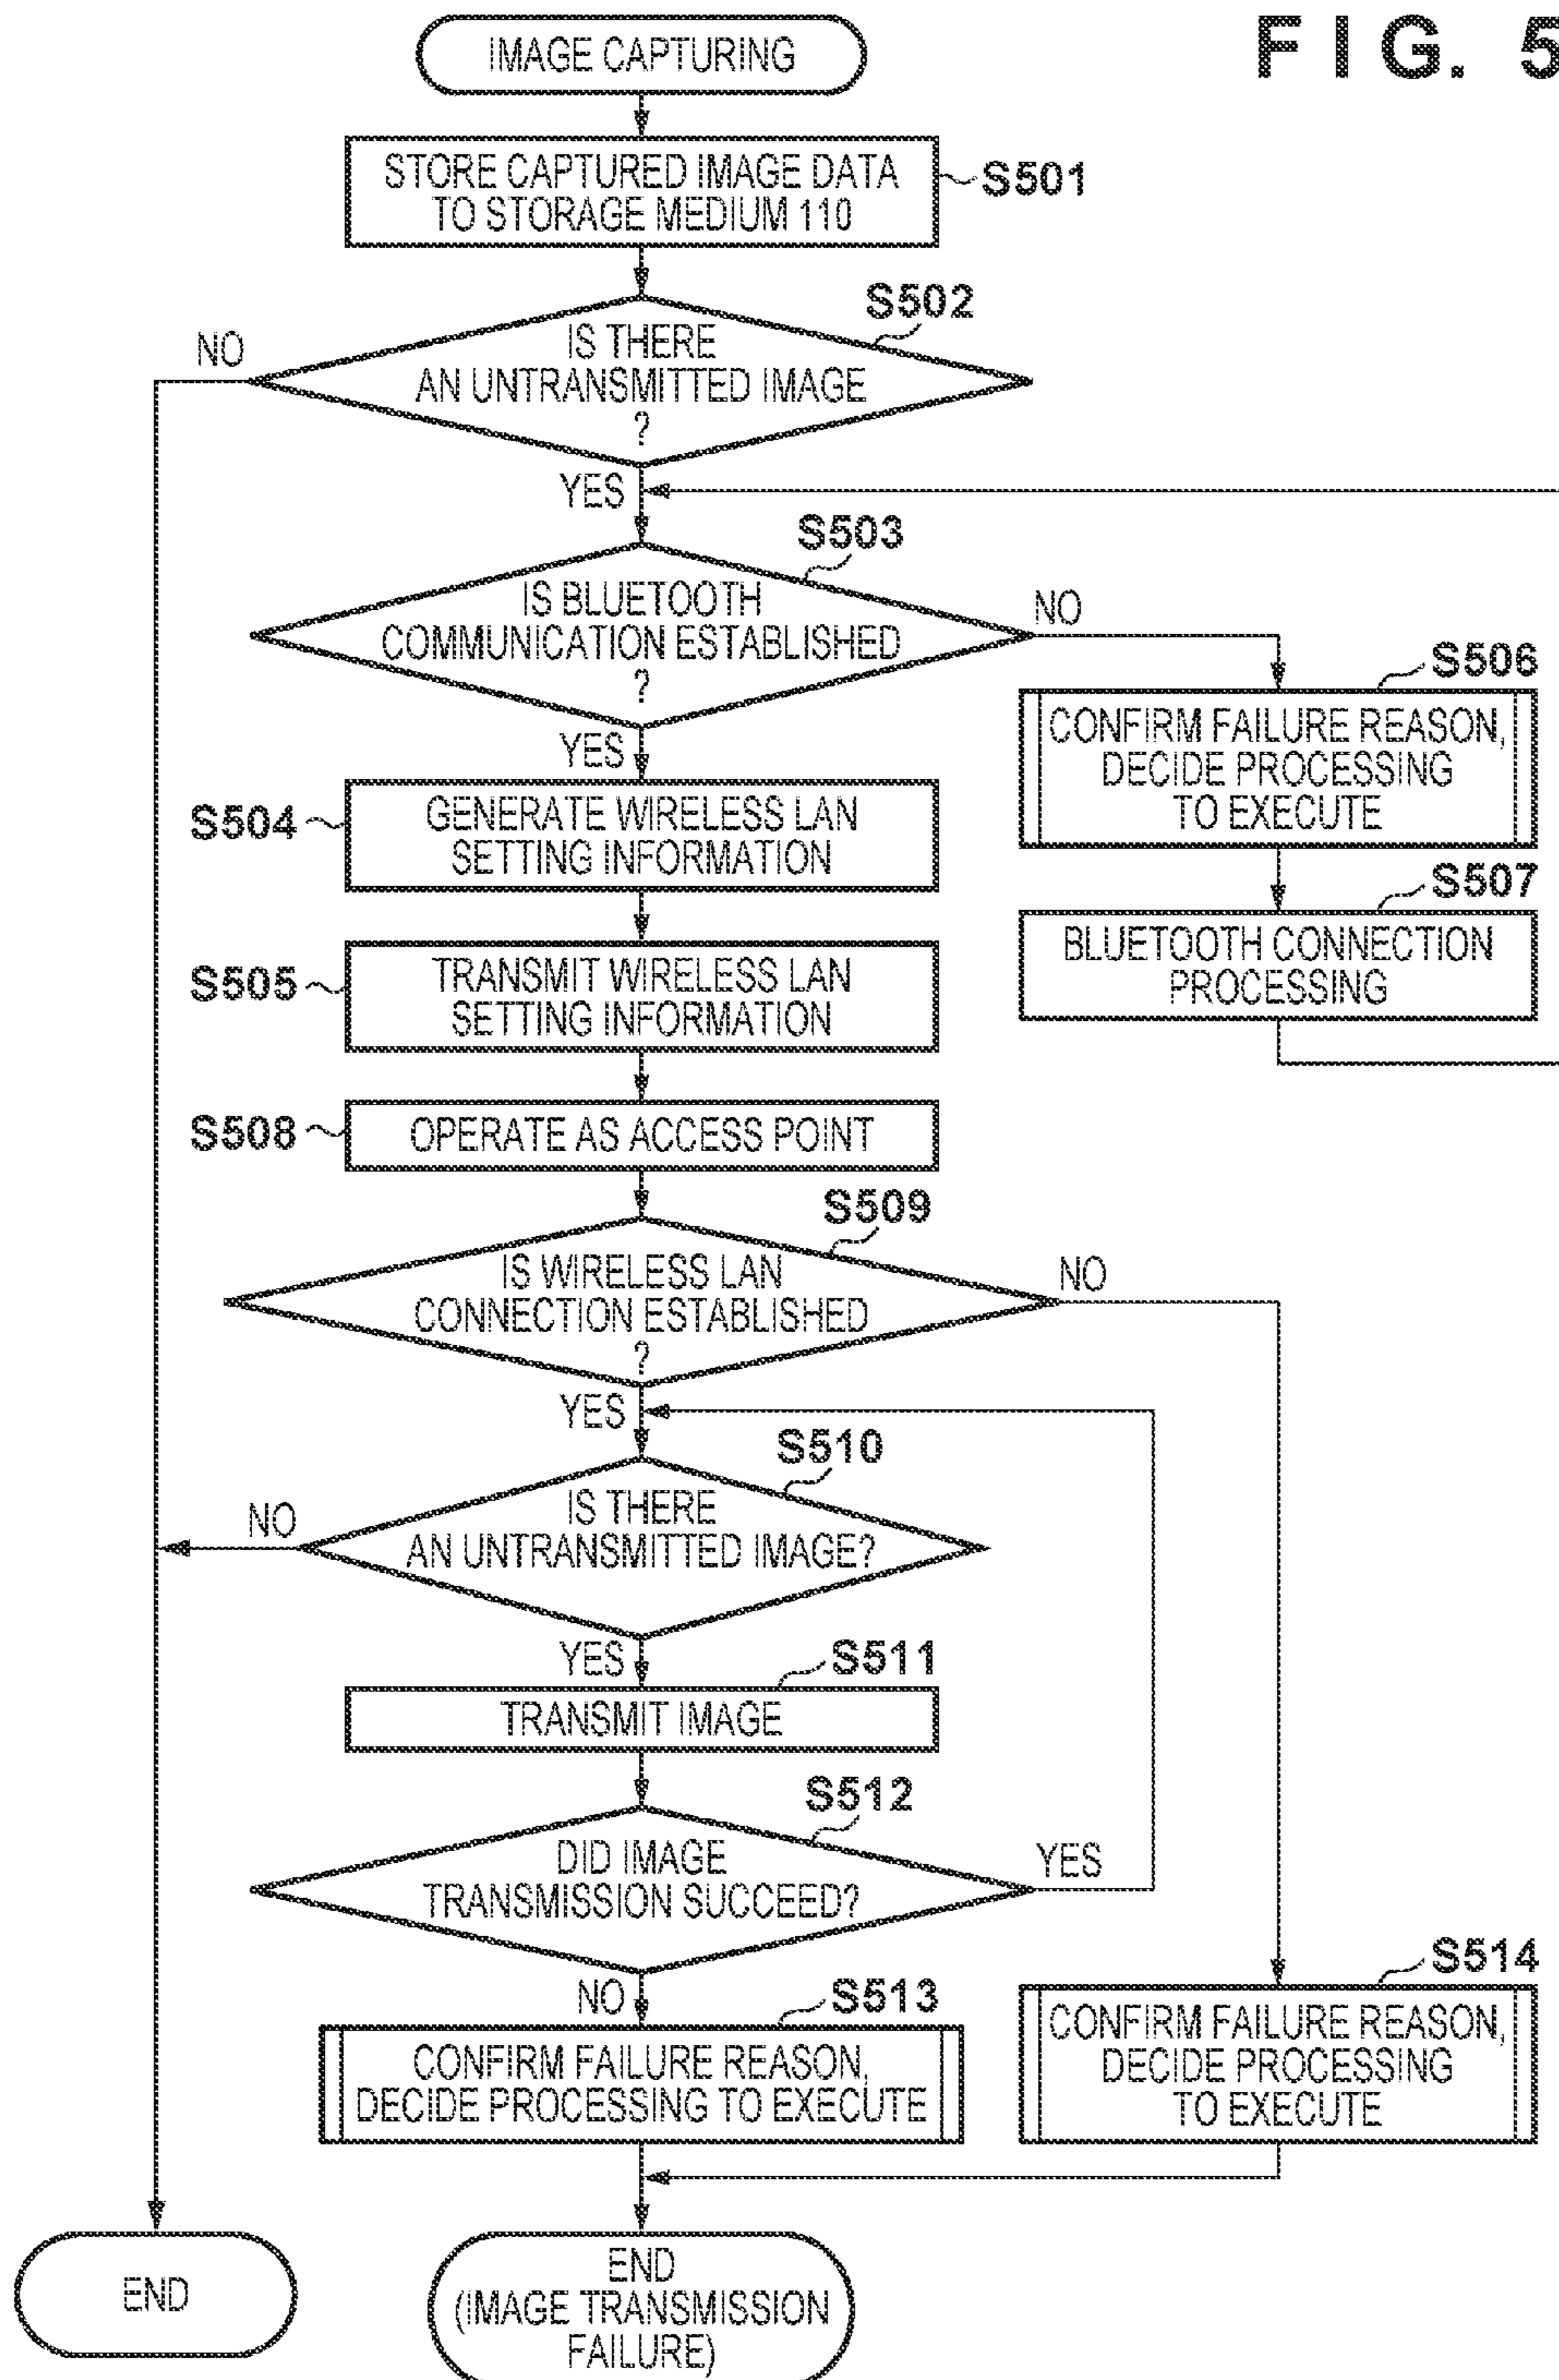 FIG. 5
IMAGE CAPTURING
STORE CAPTURED IMAGE DATA
TO STORAGE MEDIUM 110
S501
S502
NO
IS THERE
AN UNTRANSMITTED IMAGE
?
YES
S503
IS BLUETOOTH
COMMUNICATION ESTABLISHED
?
NO
YES
S506
CONFIRM FAILURE REASON,
DECIDE PROCESSING
TO EXECUTE
S504
GENERATE WIRELESS LAN
SETTING INFORMATION
S507
BLUETOOTH CONNECTION
PROCESSING
S505
TRANSMIT WIRELESS LAN
SETTING INFORMATION
S508
OPERATE AS ACCESS POINT
S509
IS WIRELESS LAN
CONNECTION ESTABLISHED
?
NO
YES
S510
IS THERE
AN UNTRANSMITTED IMAGE?
NO
YES
S511
TRANSMIT IMAGE
S512
DID IMAGE
TRANSMISSION SUCCEED?
YES
NO
S513
CONFIRM FAILURE REASON,
DECIDE PROCESSING TO EXECUTE
S514
CONFIRM FAILURE REASON,
DECIDE PROCESSING
TO EXECUTE
END
END
(IMAGE TRANSMISSION
FAILURE)